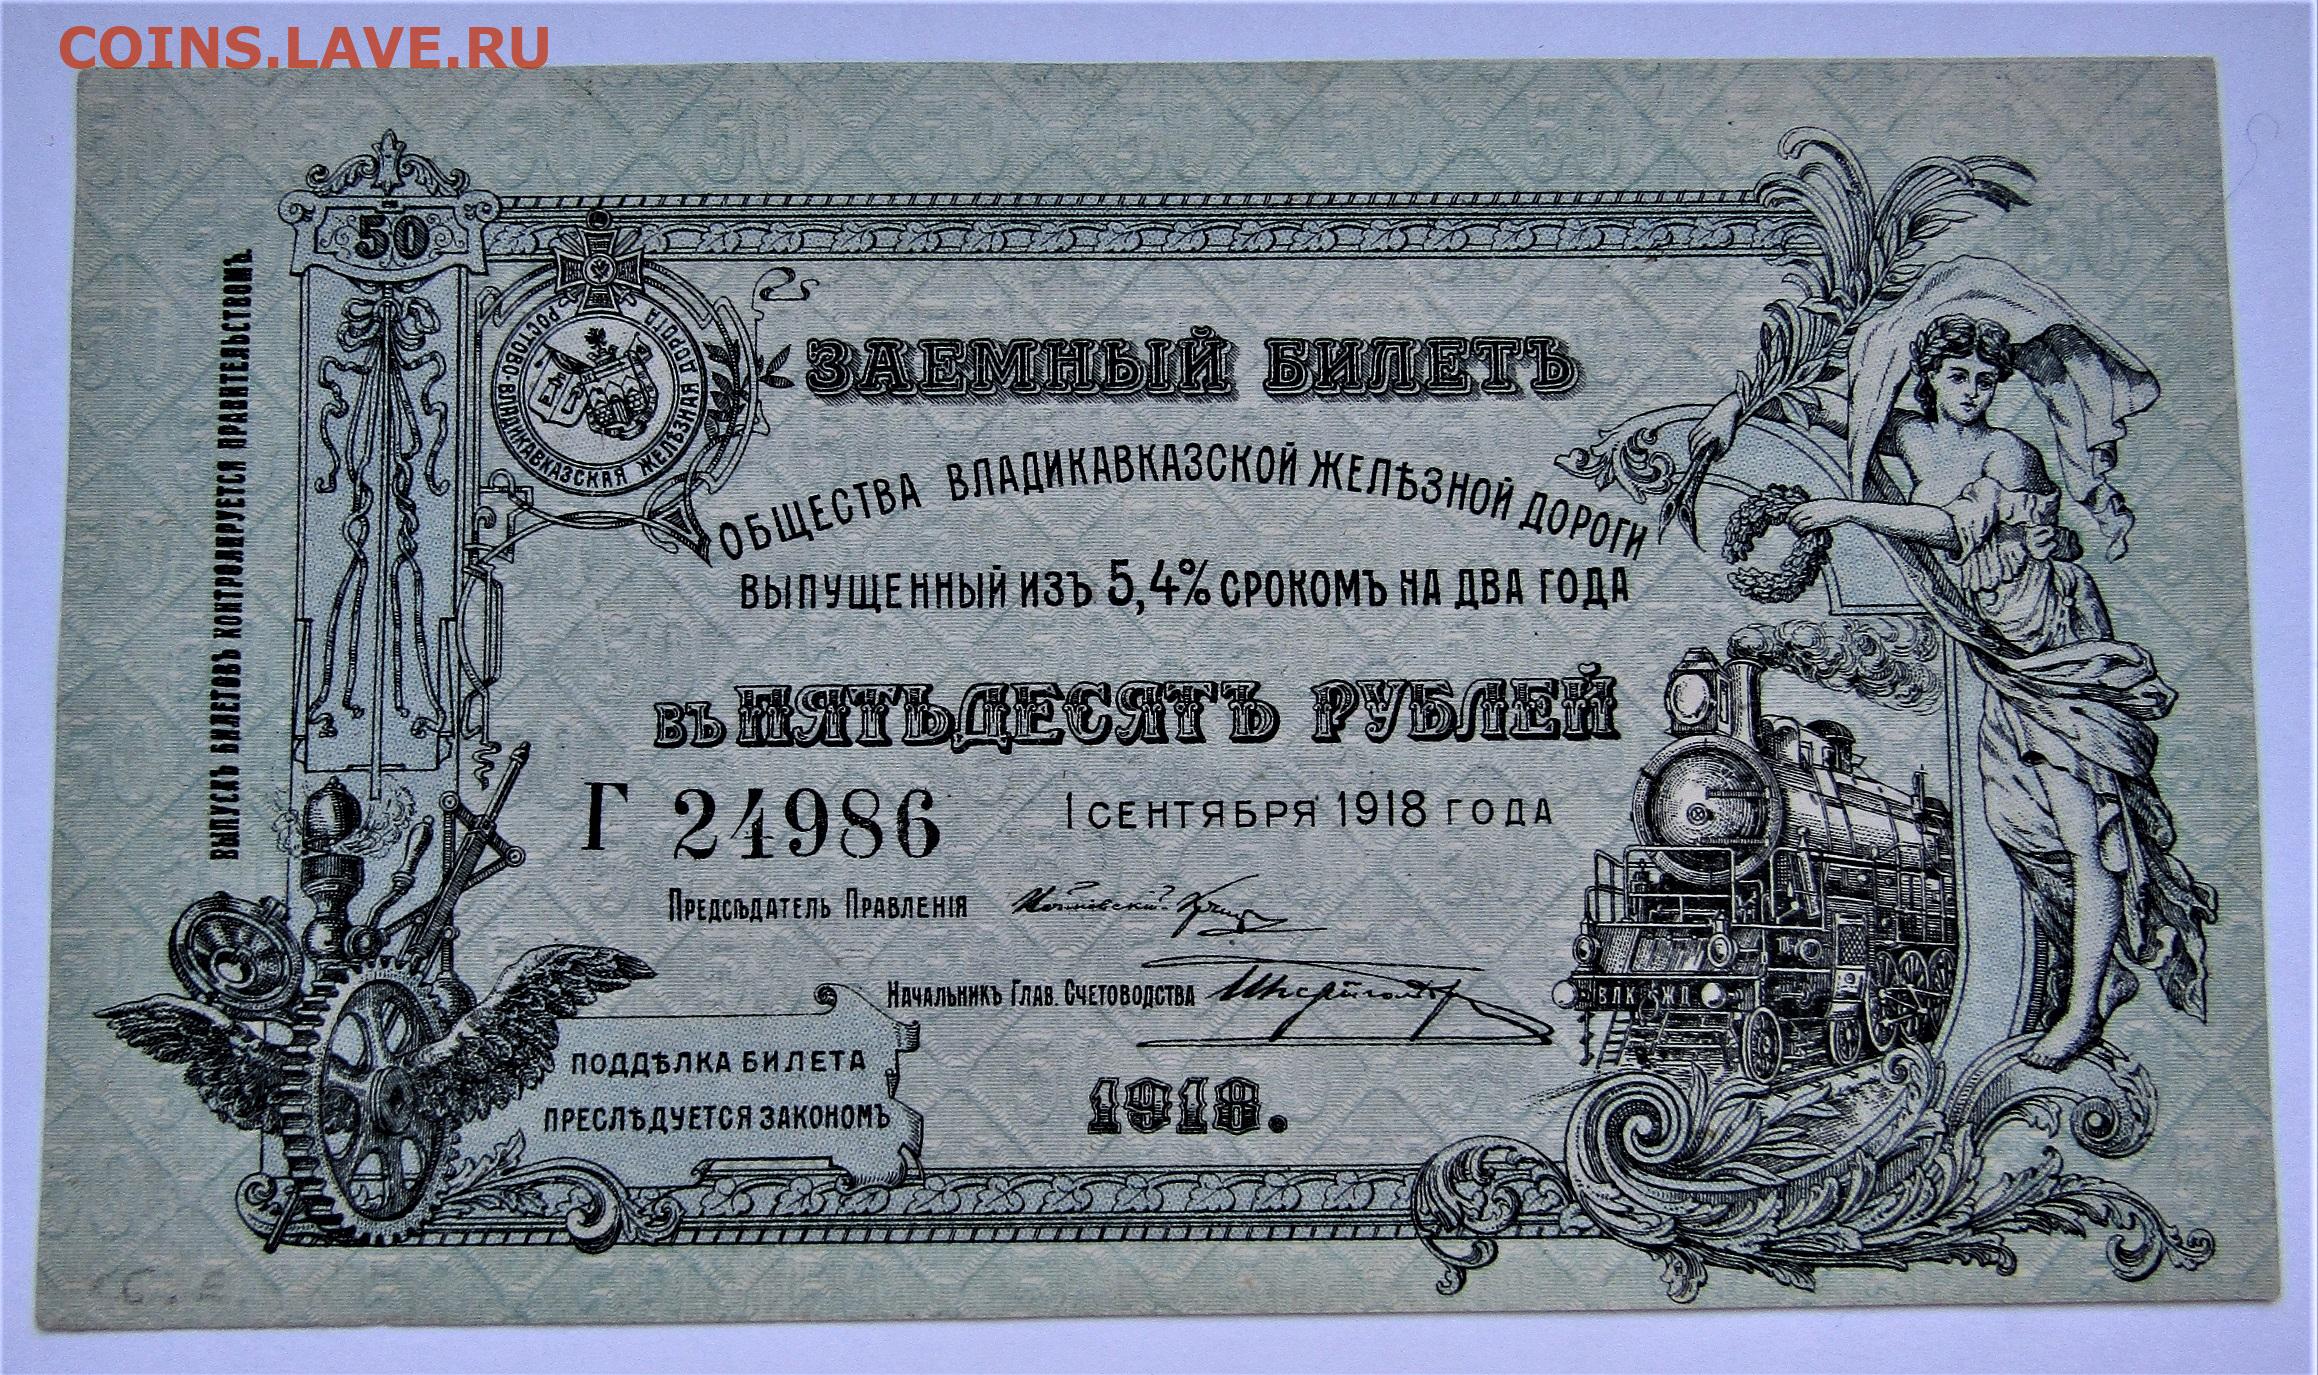 COINS.LAVE.RU
50
ВЫПУСКЪ БИЛЕТОВЪ КОНТРОЛИРУЕТСЯ ПРАВИТЕЛЬСТВОМЪ.
РОСТОВО-ВЛАДИКАВКАЗСКАЯ ЖЕЛѢЗНАЯ ДОРОГА
ЗАЕМНЫЙ БИЛЕТЪ
ОБЩЕСТВА ВЛАДИКАВКАЗСКОЙ ЖЕЛѢЗНОЙ ДОРОГИ
ВЫПУЩЕННЫЙ ИЗЪ 5,4% СРОКОМЪ НА ДВА ГОДА
ВЪ ПЯТЬДЕСЯТЪ РУБЛЕЙ
Г 24986
1 СЕНТЯБРЯ 1918 ГОДА
ПРЕДСѢДАТЕЛЬ ПРАВЛЕНІЯ
НАЧАЛЬНИКЪ ГЛАВ. СЧЕТОВОДСТВА
ВЛК ЖД
ПОДДѢЛКА БИЛЕТА
ПРЕСЛѢДУЕТСЯ ЗАКОНОМЪ
1918.